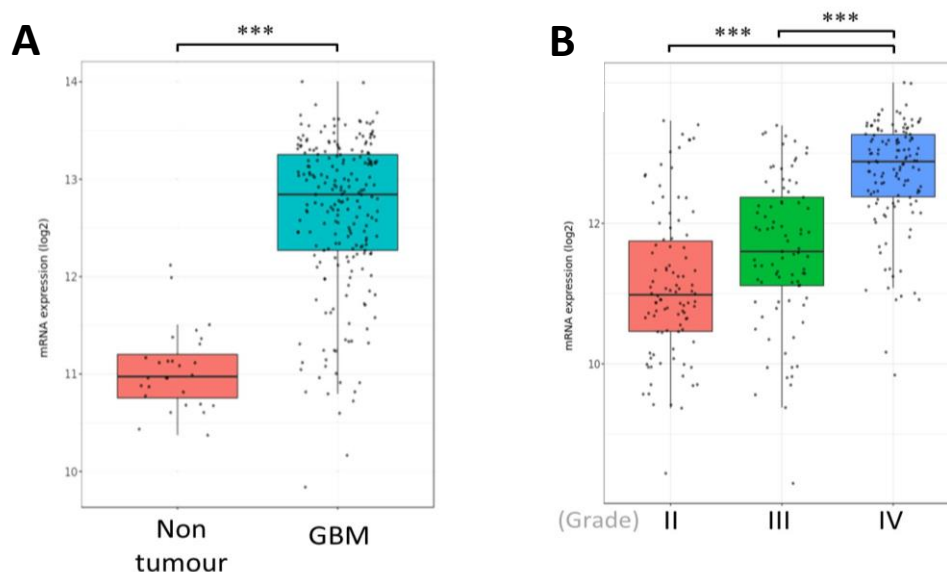 A
***
mRNA expression (log2)
14
13
12
11
10
Non
tumour
GBM
B
***
***
mRNA expression (log2)
13
12
10
(Grade) II III IV